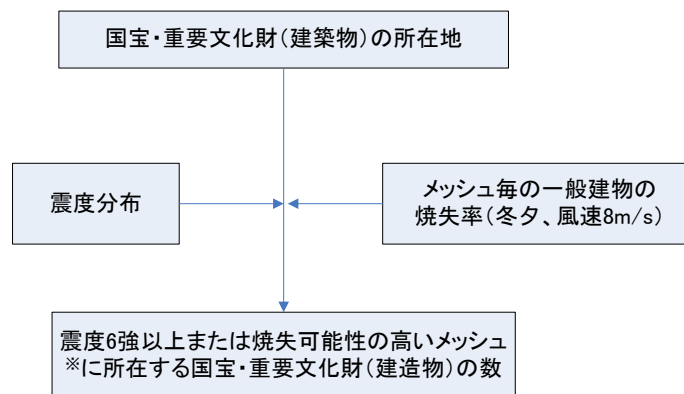 国宝・重要文化財(建築物)の所在地
震度分布
メッシュ毎の一般建物の
焼失率(冬夕、風速8m/s)
震度6強以上または焼失可能性の高いメッシュ
※に所在する国宝・重要文化財(建造物)の数